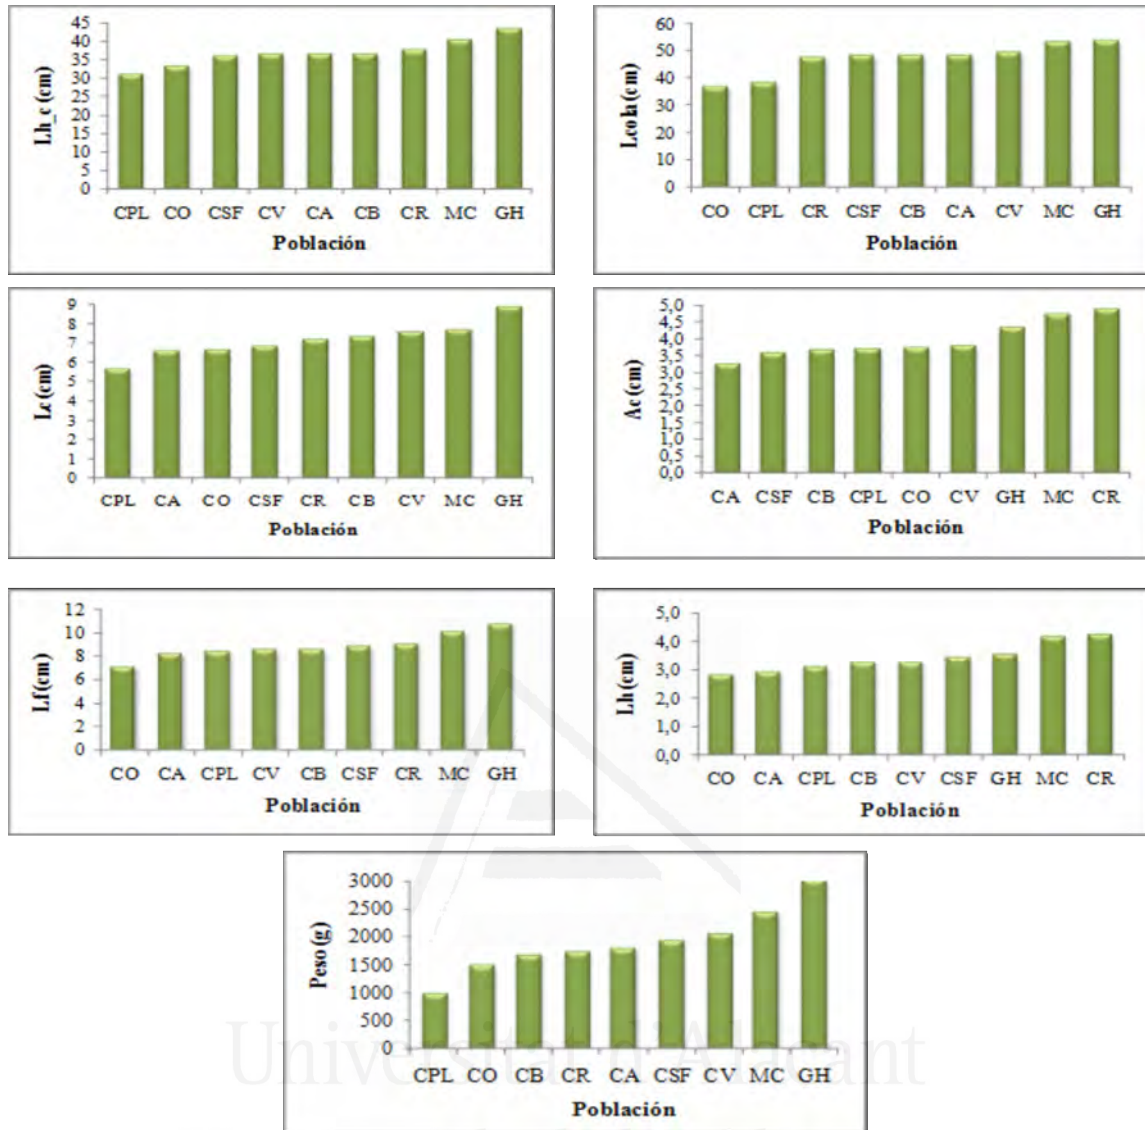 Lh_c (cm)
45
40
35
30
25
20
15
10
5
0
CPL CO CSF CV CA CB CR MC GH
Población
Lcola (cm)
60
50
40
30
20
10
0
CO CPL CR CSF CB CA CV MC GH
Población
Lc (cm)
9
8
7
6
5
4
3
2
1
0
CPL CA CO CSF CR CB CV MC GH
Población
Ac (cm)
5,0
4,5
4,0
3,5
3,0
2,5
2,0
1,5
1,0
0,5
0,0
CA CSF CB CPL CO CV GH MC CR
Población
Lf (cm)
12
10
8
6
4
2
0
CO CA CPL CV CB CSF CR MC GH
Población
Lh (cm)
5,0
4,0
3,0
2,0
1,0
0,0
CO CA CPL CB CV CSF GH MC CR
Población
Peso (g)
3000
2500
2000
1500
1000
500
0
CPL CO CB CR CA CSF CV MC GH
Población
Universitat d'Alacant